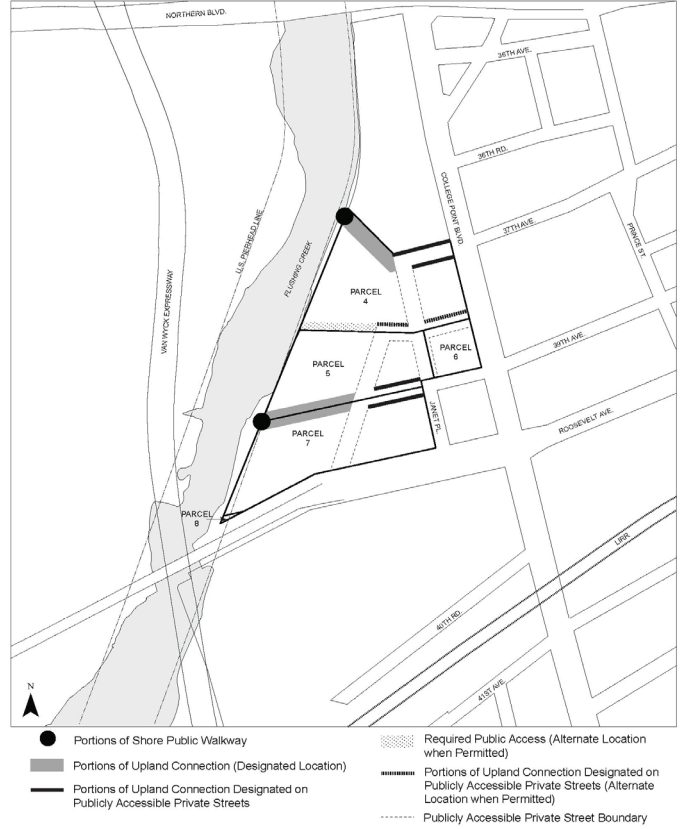 NORTHERN BLVD.
36TH AVE.
36TH RD.
COLLEGE POINT BLVD.
37TH AVE.
PRINCE ST.
U.S. PIERHEAD LINE
FLUSHING CREEK
VAN WYCK EXPRESSWAY
PARCEL
4
39TH AVE.
PARCEL
6
PARCEL
5
JANET PL.
ROOSEVELT AVE.
PARCEL
7
PARCEL
8
LIRR
40TH RD.
41ST AVE.
N
Portions of Shore Public Walkway
Portions of Upland Connection (Designated Location)
Portions of Upland Connection Designated on
Publicly Accessible Private Streets
Required Public Access (Alternate Location
when Permitted)
Portions of Upland Connection Designated on
Publicly Accessible Private Streets (Alternate
Location when Permitted)
Publicly Accessible Private Street Boundary